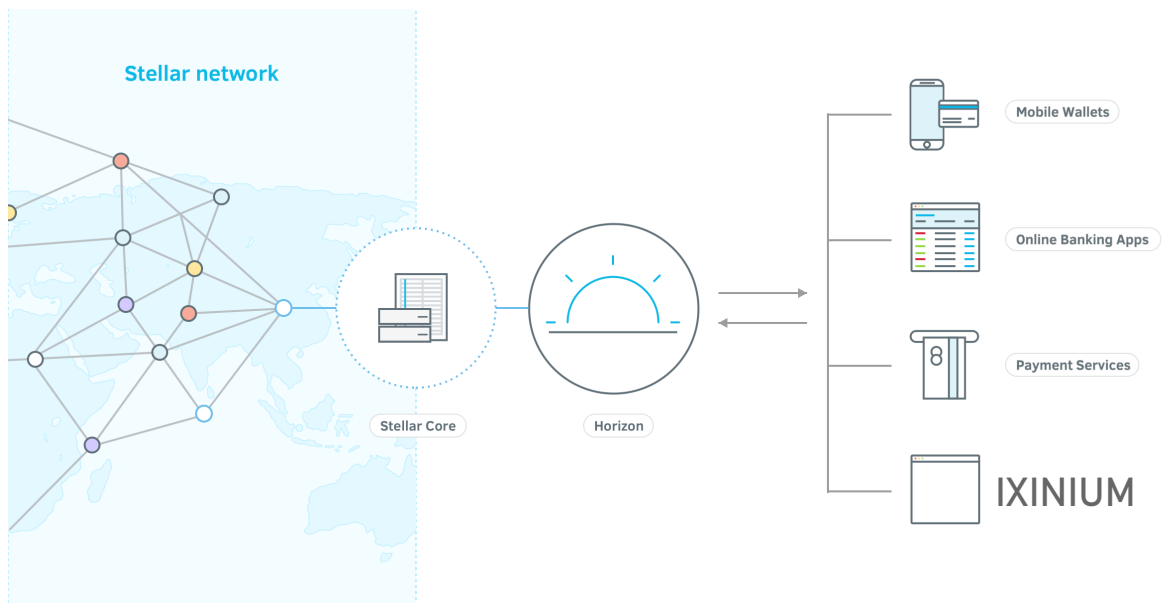 Stellar network
Mobile Wallets
Online Banking Apps
Payment Services
Stellar Core
Horizon
IXINIUM